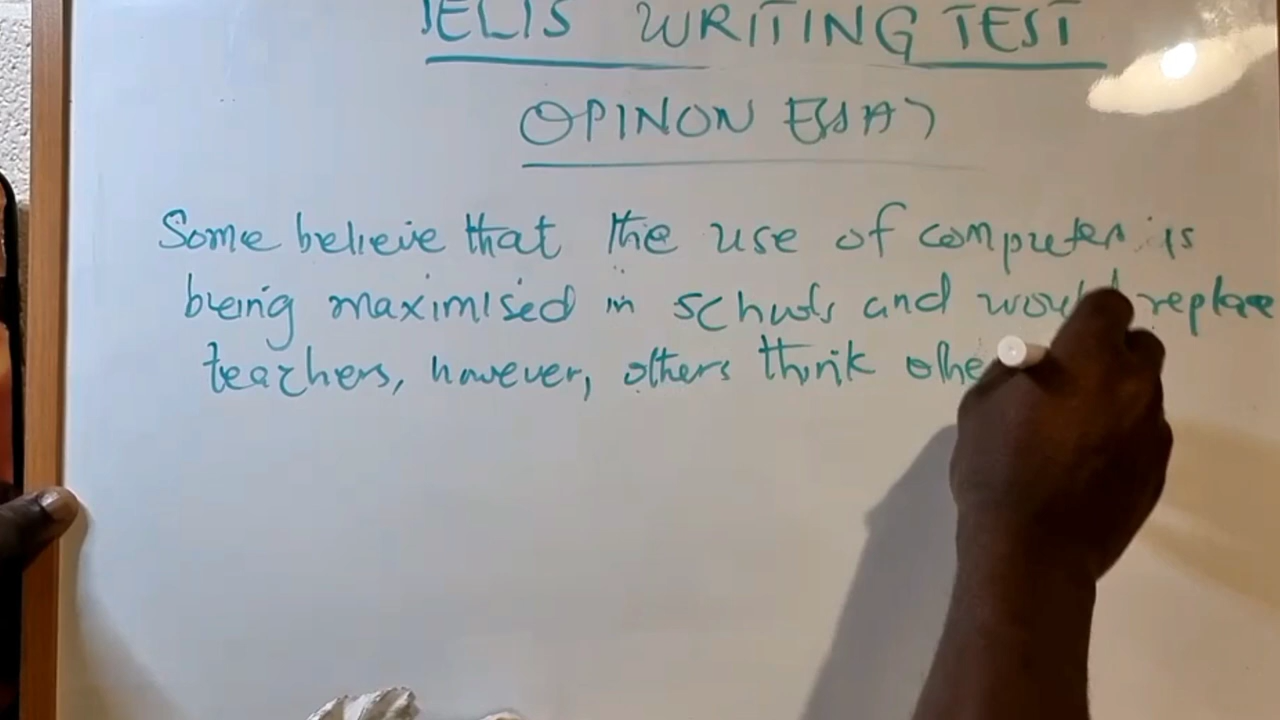 IELTS WRITING TEST
OPINON ESSAY
Some believe that the use of computer is
being maximised in schools and would replace
teachers, however, others think othe